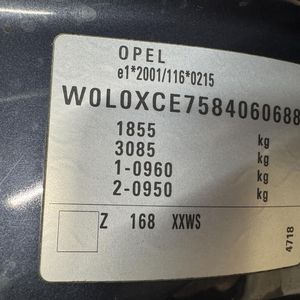 OPEL
e1*2001/116*0215
W0L0XCE7584060688
1855 kg
3085 kg
1-0960 kg
2-0950 kg
Z 168 XXWS
4718